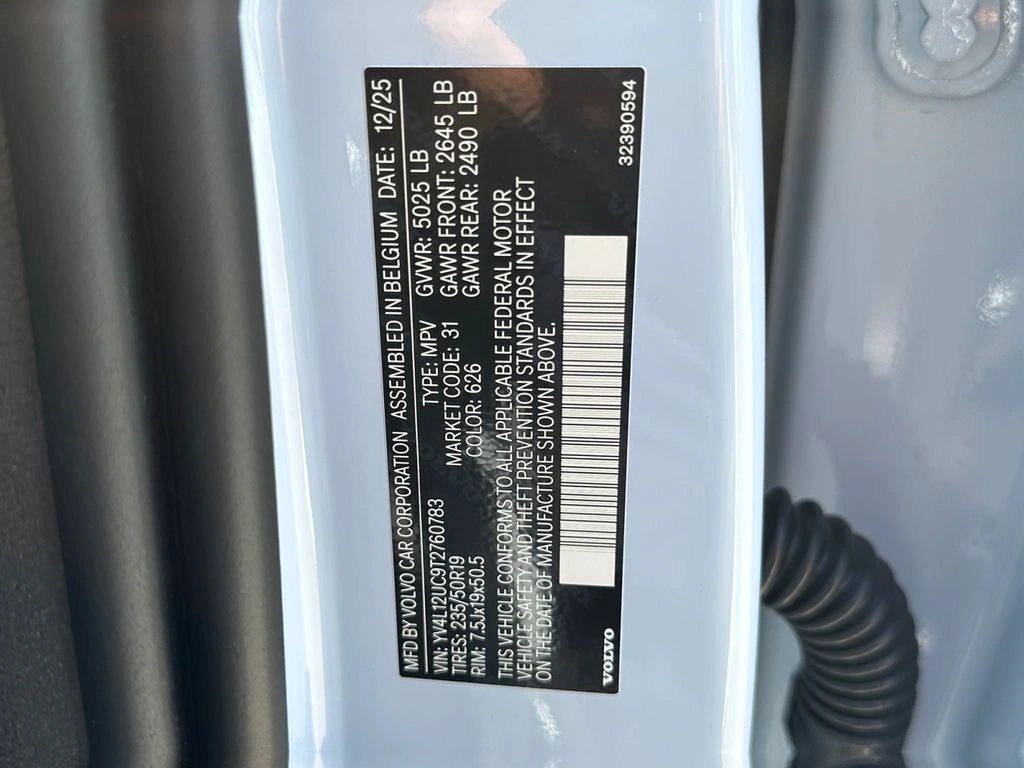 MFD BY VOLVO CAR CORPORATION ASSEMBLED IN BELGIUM DATE: 12/25
VIN: YV4L12UC9T2760783 TYPE: MPV GVWR: 5025 LB
TIRES: 235/50R19 MARKET CODE: 31 GAWR FRONT: 2645 LB
RIM: 7.5Jx19x50.5 COLOR: 626 GAWR REAR: 2490 LB
THIS VEHICLE CONFORMS TO ALL APPLICABLE FEDERAL MOTOR
VEHICLE SAFETY AND THEFT PREVENTION STANDARDS IN EFFECT
ON THE DATE OF MANUFACTURE SHOWN ABOVE.
VOLVO 32390594